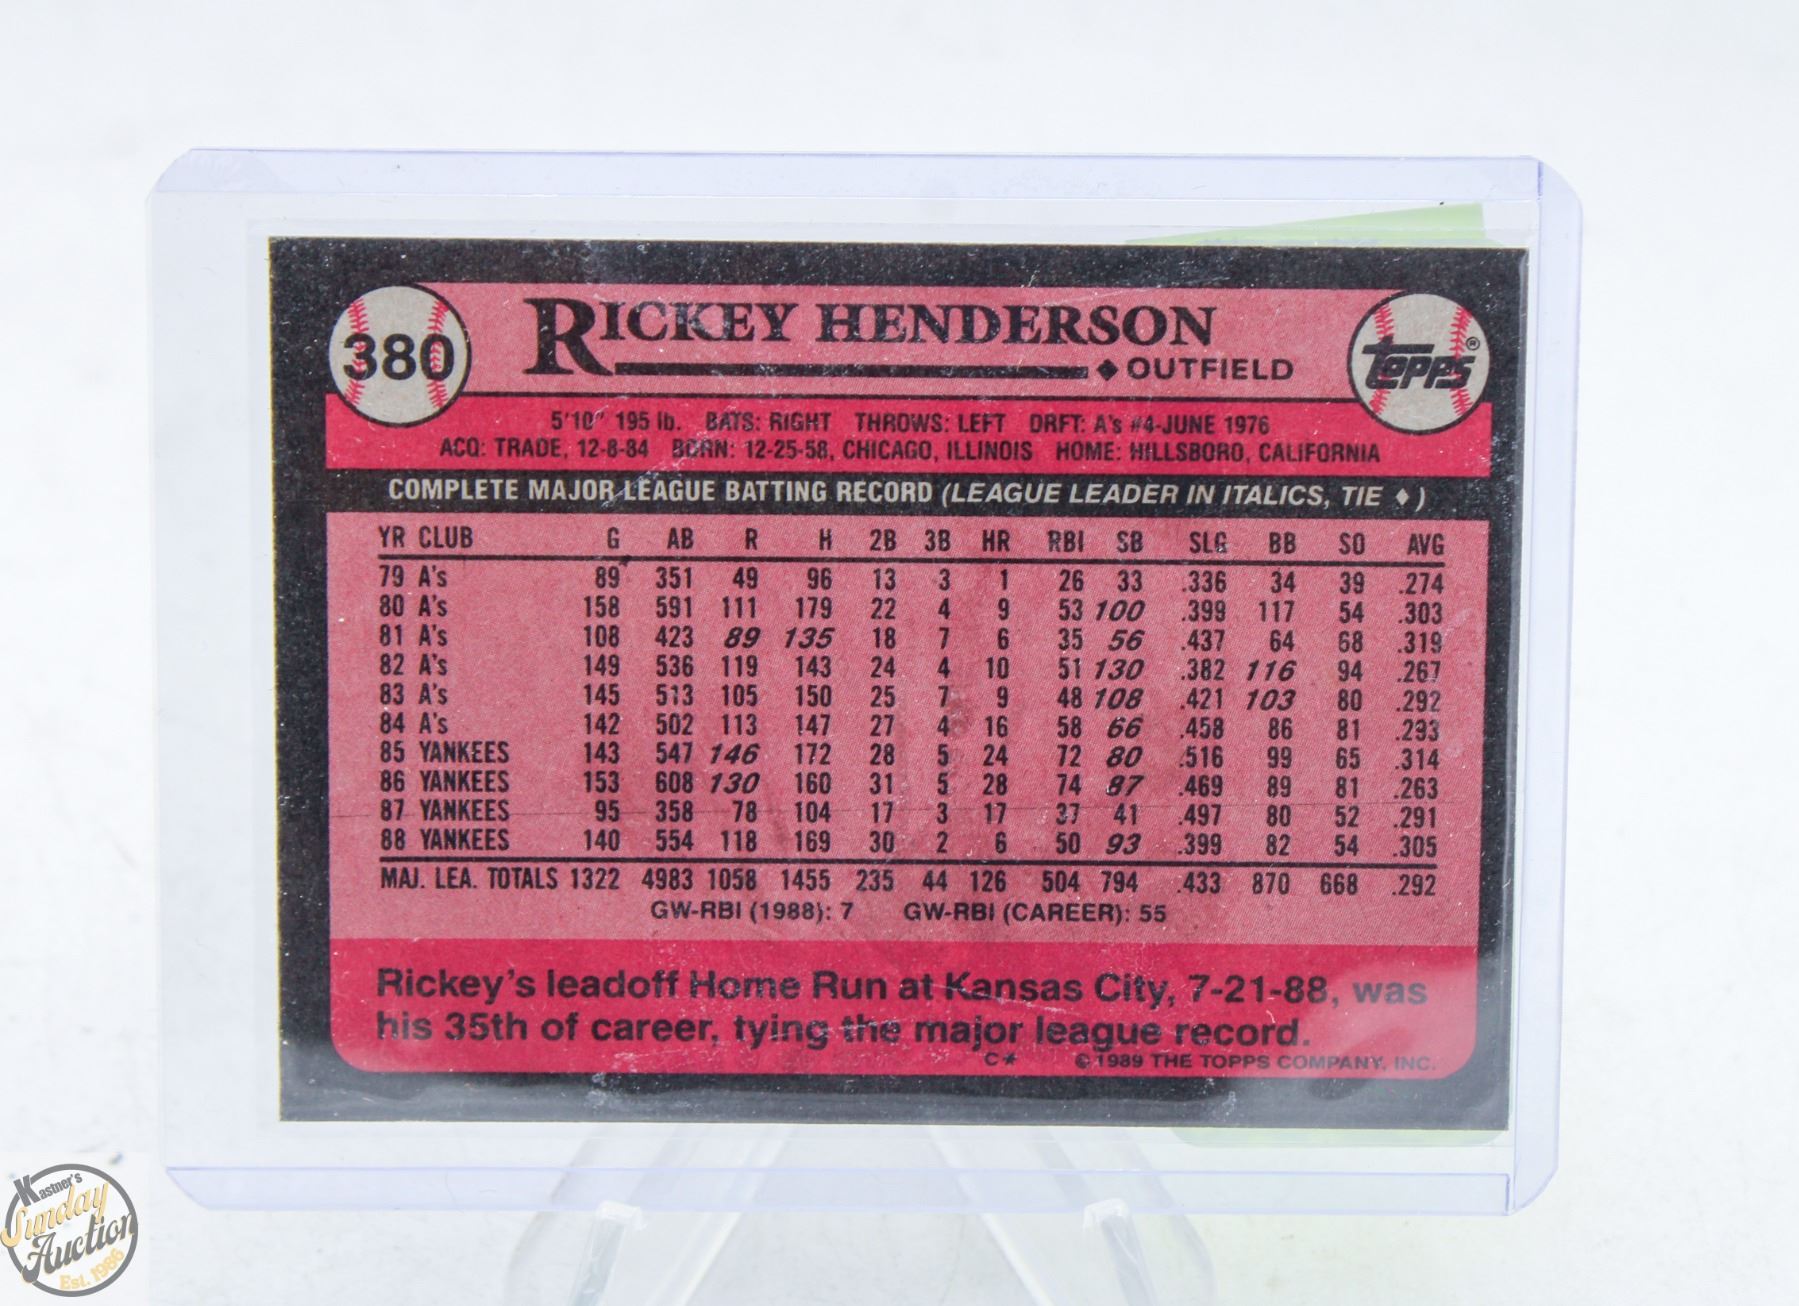 RICKEY HENDERSON
380
◆ OUTFIELD
TOPPS®
5'10" 195 lb. BATS: RIGHT THROWS: LEFT DRFT: A's #4-JUNE 1976
ACQ: TRADE, 12-8-84 BORN: 12-25-58, CHICAGO, ILLINOIS HOME: HILLSBORO, CALIFORNIA
COMPLETE MAJOR LEAGUE BATTING RECORD (LEAGUE LEADER IN ITALICS, TIE ♦)
YR CLUB G AB R H 2B 3B HR RBI SB SLG BB SO AVG
79 A's 89 351 49 96 13 3 1 26 33 .336 34 39 .274
80 A's 158 591 111 179 22 4 9 53 100 .399 117 54 .303
81 A's 108 423 89 135 18 7 6 35 56 .437 64 68 .319
82 A's 149 536 119 143 24 4 10 51 130 .382 116 94 .267
83 A's 145 513 105 150 25 7 9 48 108 .421 103 80 .292
84 A's 142 502 113 147 27 4 16 58 66 .458 86 81 .293
85 YANKEES 143 547 146 172 28 5 24 72 80 .516 99 65 .314
86 YANKEES 153 608 130 160 31 5 28 74 87 .469 89 81 .263
87 YANKEES 95 358 78 104 17 3 17 37 41 .497 80 52 .291
88 YANKEES 140 554 118 169 30 2 6 50 93 .399 82 54 .305
MAJ. LEA. TOTALS 1322 4983 1058 1455 235 44 126 504 794 .433 870 668 .292
GW-RBI (1988): 7 GW-RBI (CAREER): 55
Rickey's leadoff Home Run at Kansas City, 7-21-88, was
his 35th of career, tying the major league record.
C* ©1989 THE TOPPS COMPANY, INC.
Kastner's
Sunday
Auction
Est. 1986